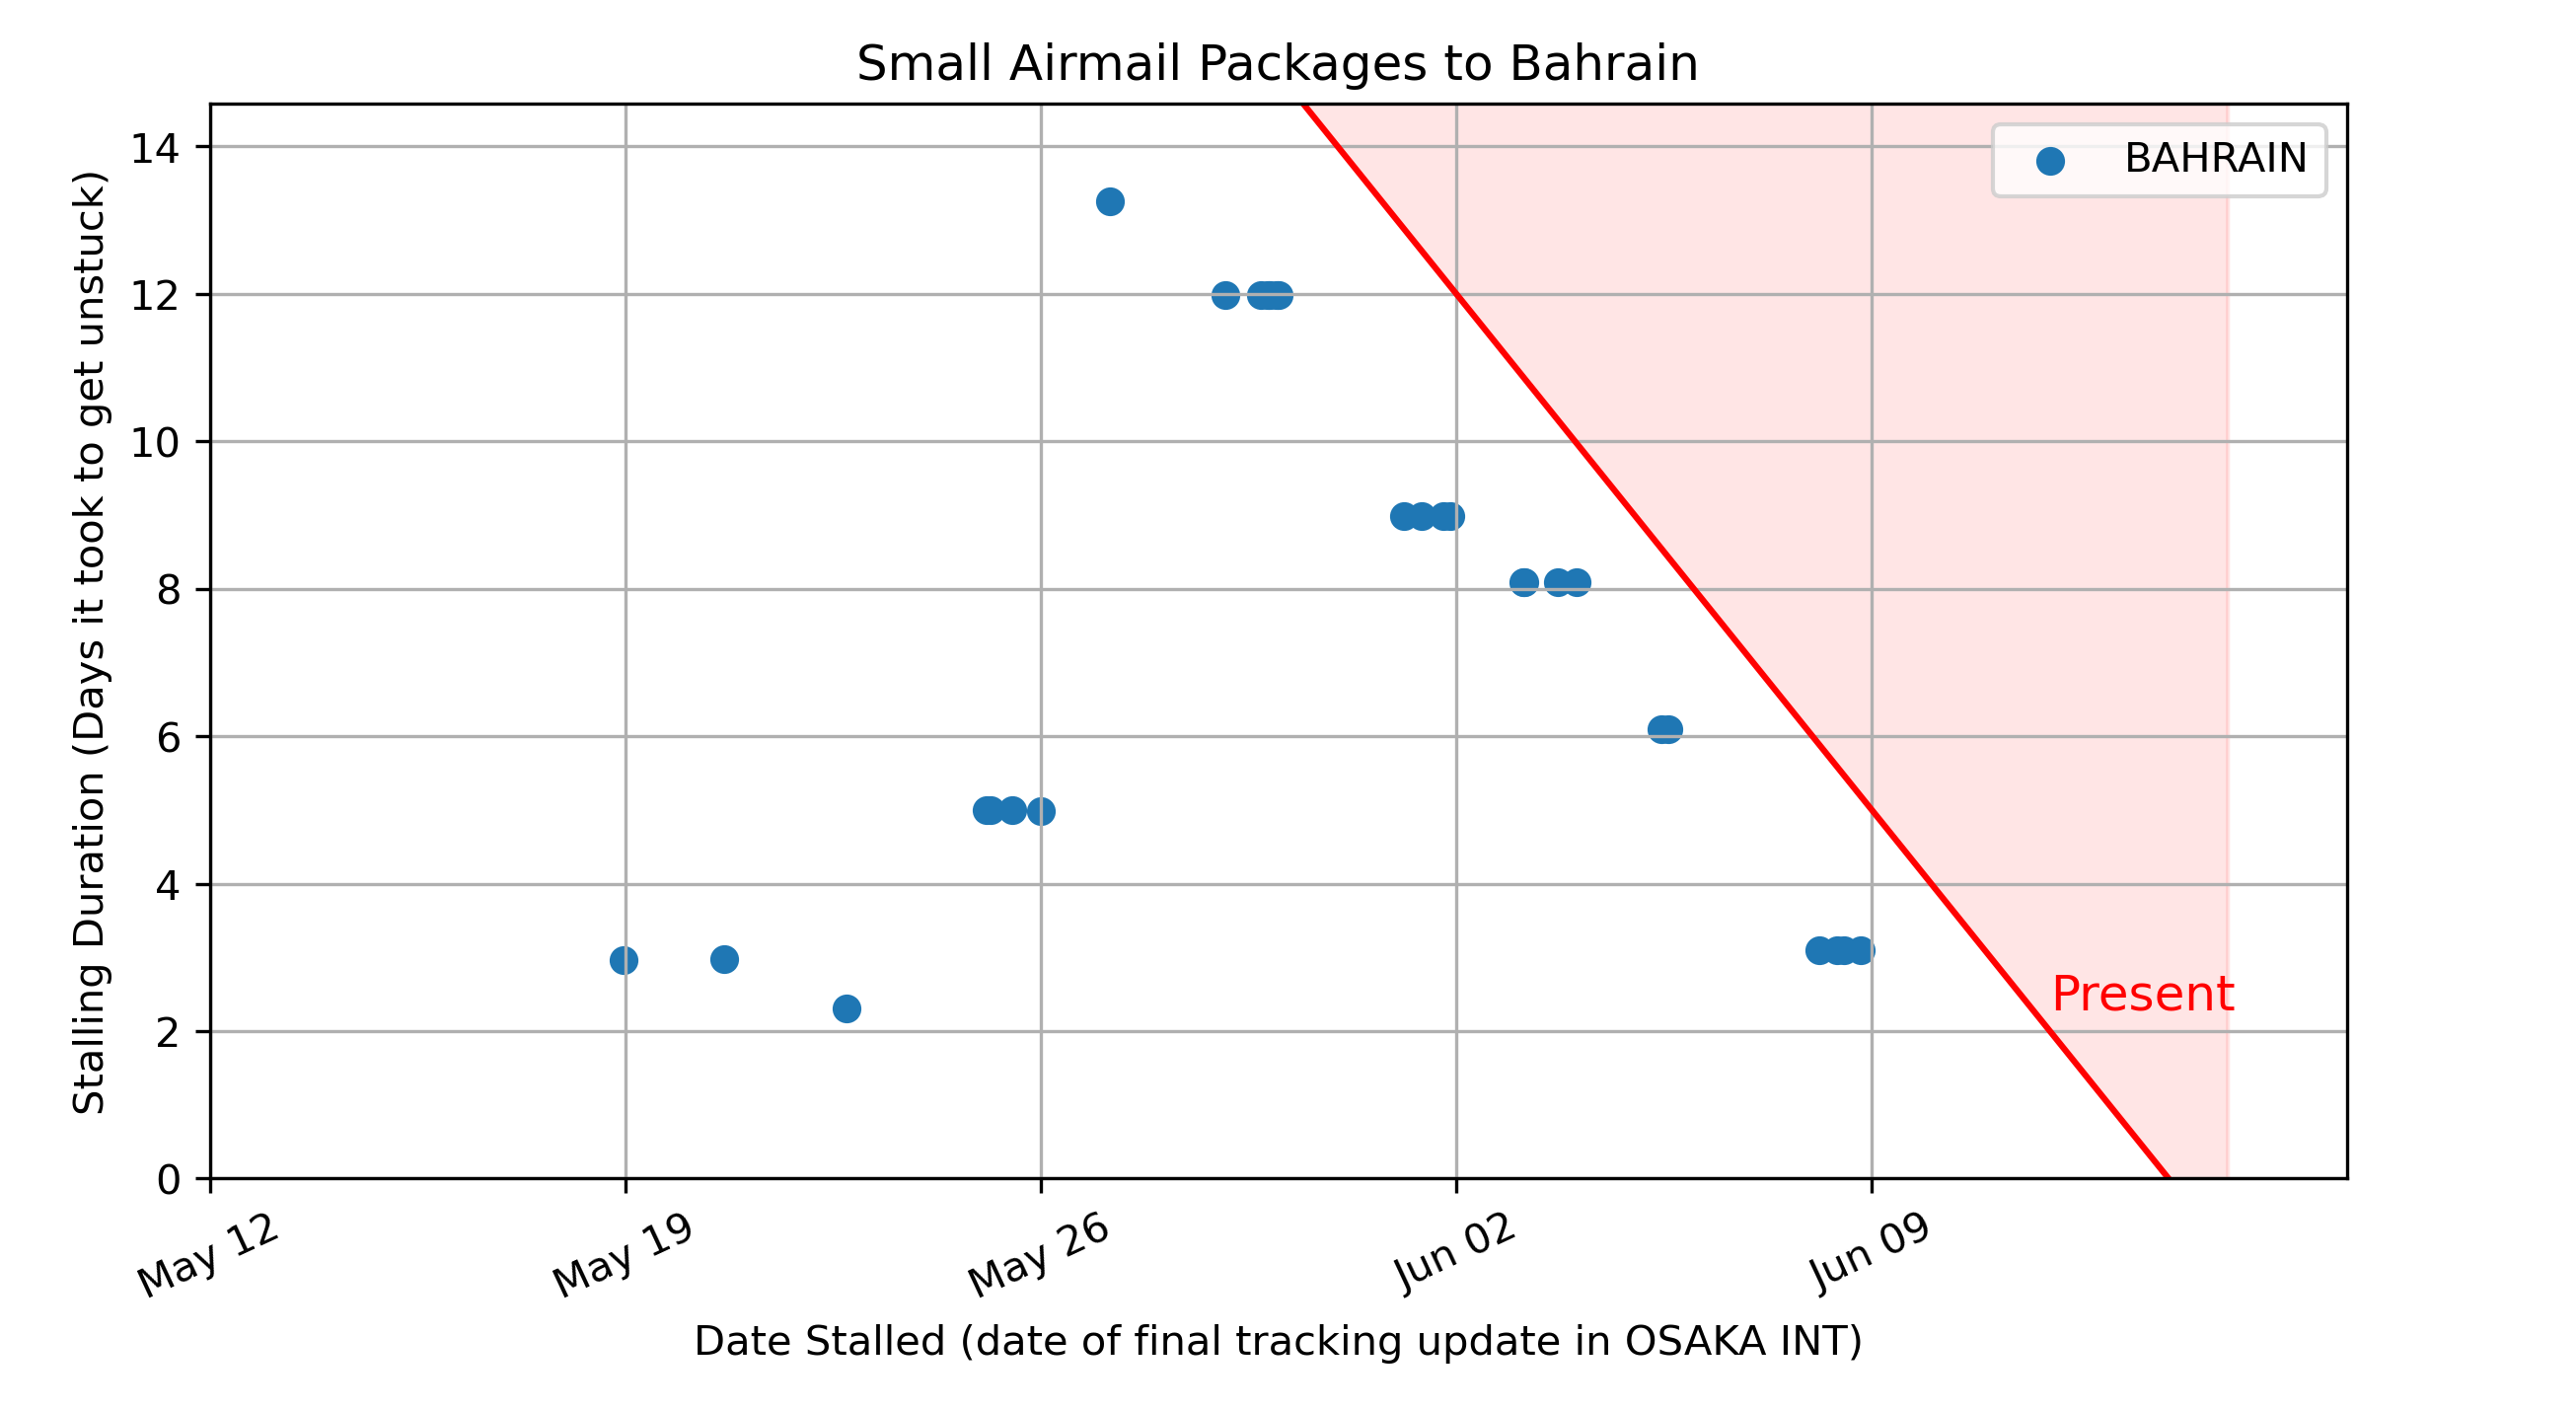 Small Airmail Packages to Bahrain
BAHRAIN
Stalling Duration (Days it took to get unstuck)
14
12
10
8
6
4
2
0
Present
May 12
May 19
May 26
Jun 02
Jun 09
Date Stalled (date of final tracking update in OSAKA INT)